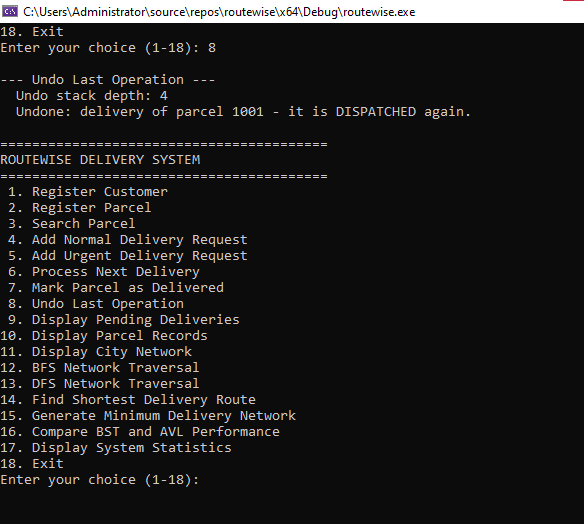 C:\Users\Administrator\source\repos\routewise\x64\Debug\routewise.exe
18. Exit
Enter your choice (1-18): 8

--- Undo Last Operation ---
  Undo stack depth: 4
  Undone: delivery of parcel 1001 - it is DISPATCHED again.

=========================================
ROUTEWISE DELIVERY SYSTEM
=========================================
 1. Register Customer
 2. Register Parcel
 3. Search Parcel
 4. Add Normal Delivery Request
 5. Add Urgent Delivery Request
 6. Process Next Delivery
 7. Mark Parcel as Delivered
 8. Undo Last Operation
 9. Display Pending Deliveries
10. Display Parcel Records
11. Display City Network
12. BFS Network Traversal
13. DFS Network Traversal
14. Find Shortest Delivery Route
15. Generate Minimum Delivery Network
16. Compare BST and AVL Performance
17. Display System Statistics
18. Exit
Enter your choice (1-18):